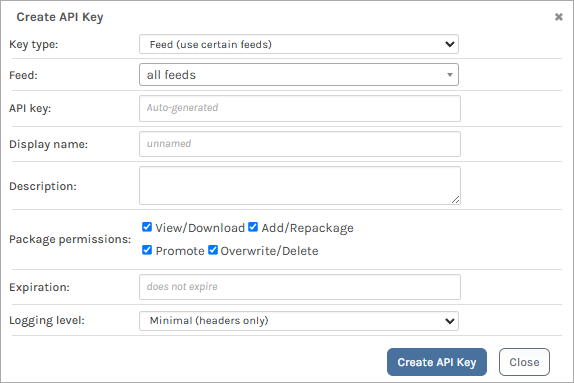 Create API Key
Key type: Feed (use certain feeds)
Feed: all feeds
API key: Auto-generated
Display name: unnamed
Description:
Package permissions: View/Download Add/Repackage
Promote Overwrite/Delete
Expiration: does not expire
Logging level: Minimal (headers only)
Create API Key Close